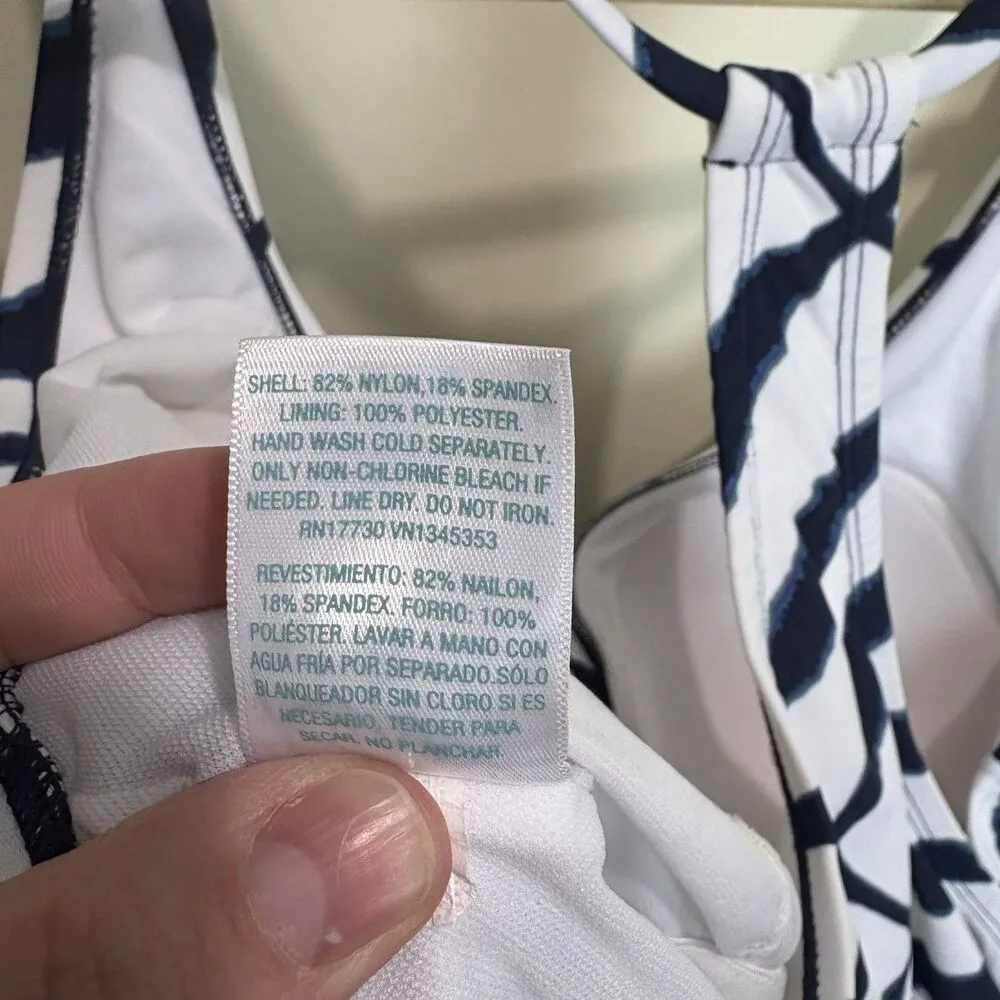 SHELL: 82% NYLON, 18% SPANDEX.
LINING: 100% POLYESTER.
HAND WASH COLD SEPARATELY.
ONLY NON-CHLORINE BLEACH IF
NEEDED. LINE DRY. DO NOT IRON.
RN17730 VN1345353
REVESTIMIENTO: 82% NAILON,
18% SPANDEX. FORRO: 100%
POLIÉSTER. LAVAR A MANO CON
AGUA FRÍA POR SEPARADO.SÓLO
BLANQUEADOR SIN CLORO SI ES
NECESARIO. TENDER PARA
SECAR. NO PLANCHAR.